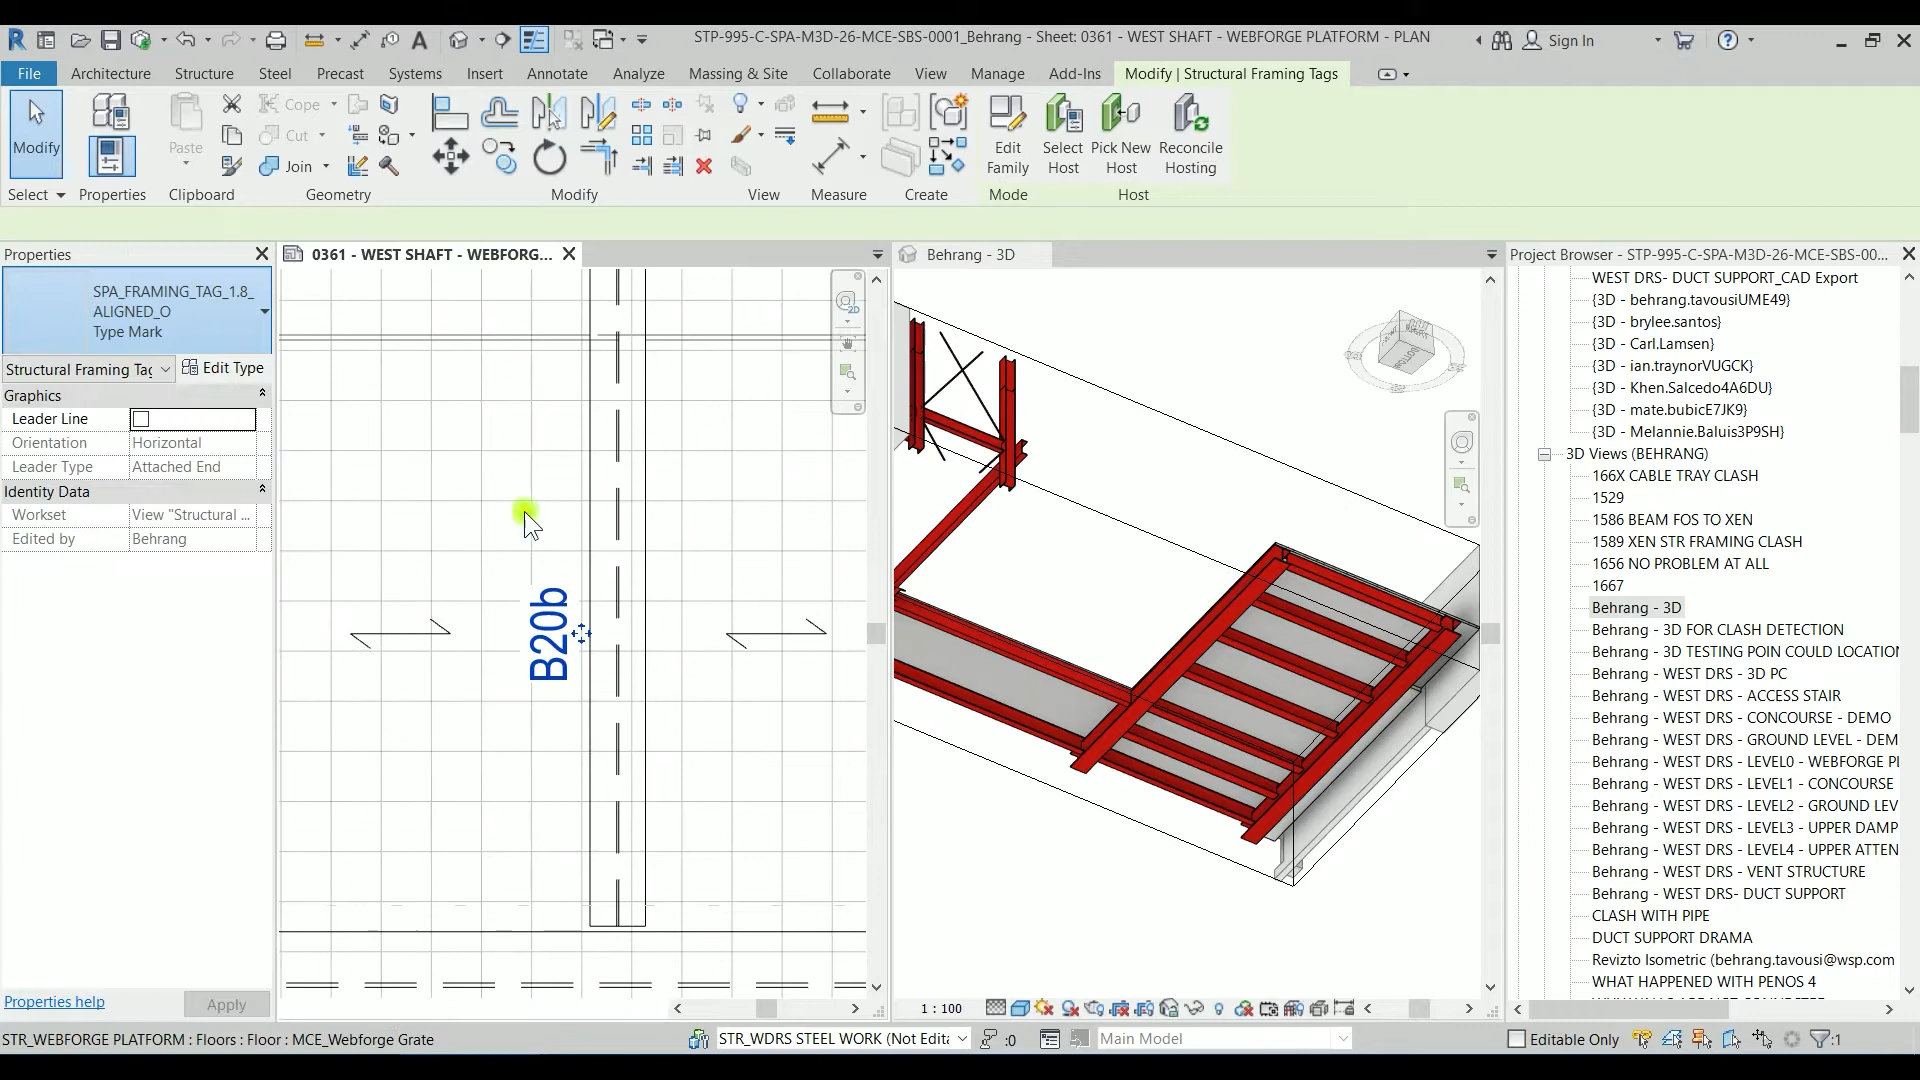 STP-995-C-SPA-M3D-26-MCE-SBS-0001_Behrang - Sheet: 0361 - WEST SHAFT - WEBFORGE PLATFORM - PLAN
Sign In
File
Architecture
Structure
Steel
Precast
Systems
Insert
Annotate
Analyze
Massing & Site
Collaborate
View
Manage
Add-Ins
Modify | Structural Framing Tags
Modify
Paste
Cope
Cut
Join
Edit Family
Select Host
Pick New Host
Reconcile Hosting
Select
Properties
Clipboard
Geometry
Modify
View
Measure
Create
Mode
Host
Properties
SPA_FRAMING_TAG_1.8_
ALIGNED_O
Type Mark
Structural Framing Tag
Edit Type
Graphics
Leader Line
Orientation Horizontal
Leader Type Attached End
Identity Data
Workset View "Structural ...
Edited by Behrang
Properties help
Apply
0361 - WEST SHAFT - WEBFORG...
2D
B20b
Behrang - 3D
BOTTOM
1 : 100
Project Browser - STP-995-C-SPA-M3D-26-MCE-SBS-00...
WEST DRS- DUCT SUPPORT_CAD Export
{3D - behrang.tavousiUME49}
{3D - brylee.santos}
{3D - Carl.Lamsen}
{3D - ian.traynorVUGCK}
{3D - Khen.Salcedo4A6DU}
{3D - mate.bubicE7JK9}
{3D - Melannie.Baluis3P9SH}
3D Views (BEHRANG)
166X CABLE TRAY CLASH
1529
1586 BEAM FOS TO XEN
1589 XEN STR FRAMING CLASH
1656 NO PROBLEM AT ALL
1667
Behrang - 3D
Behrang - 3D FOR CLASH DETECTION
Behrang - 3D TESTING POIN COULD LOCATION
Behrang - WEST DRS - 3D PC
Behrang - WEST DRS - ACCESS STAIR
Behrang - WEST DRS - CONCOURSE - DEMO
Behrang - WEST DRS - GROUND LEVEL - DEM
Behrang - WEST DRS - LEVEL0 - WEBFORGE Pl
Behrang - WEST DRS - LEVEL1 - CONCOURSE
Behrang - WEST DRS - LEVEL2 - GROUND LEV
Behrang - WEST DRS - LEVEL3 - UPPER DAMP
Behrang - WEST DRS - LEVEL4 - UPPER ATTEN
Behrang - WEST DRS - VENT STRUCTURE
Behrang - WEST DRS- DUCT SUPPORT
CLASH WITH PIPE
DUCT SUPPORT DRAMA
Revizto Isometric (behrang.tavousi@wsp.com
WHAT HAPPENED WITH PENOS 4
STR_WEBFORGE PLATFORM : Floors : Floor : MCE_Webforge Grate
STR_WDRS STEEL WORK (Not Edita
:0
Main Model
Editable Only
:1